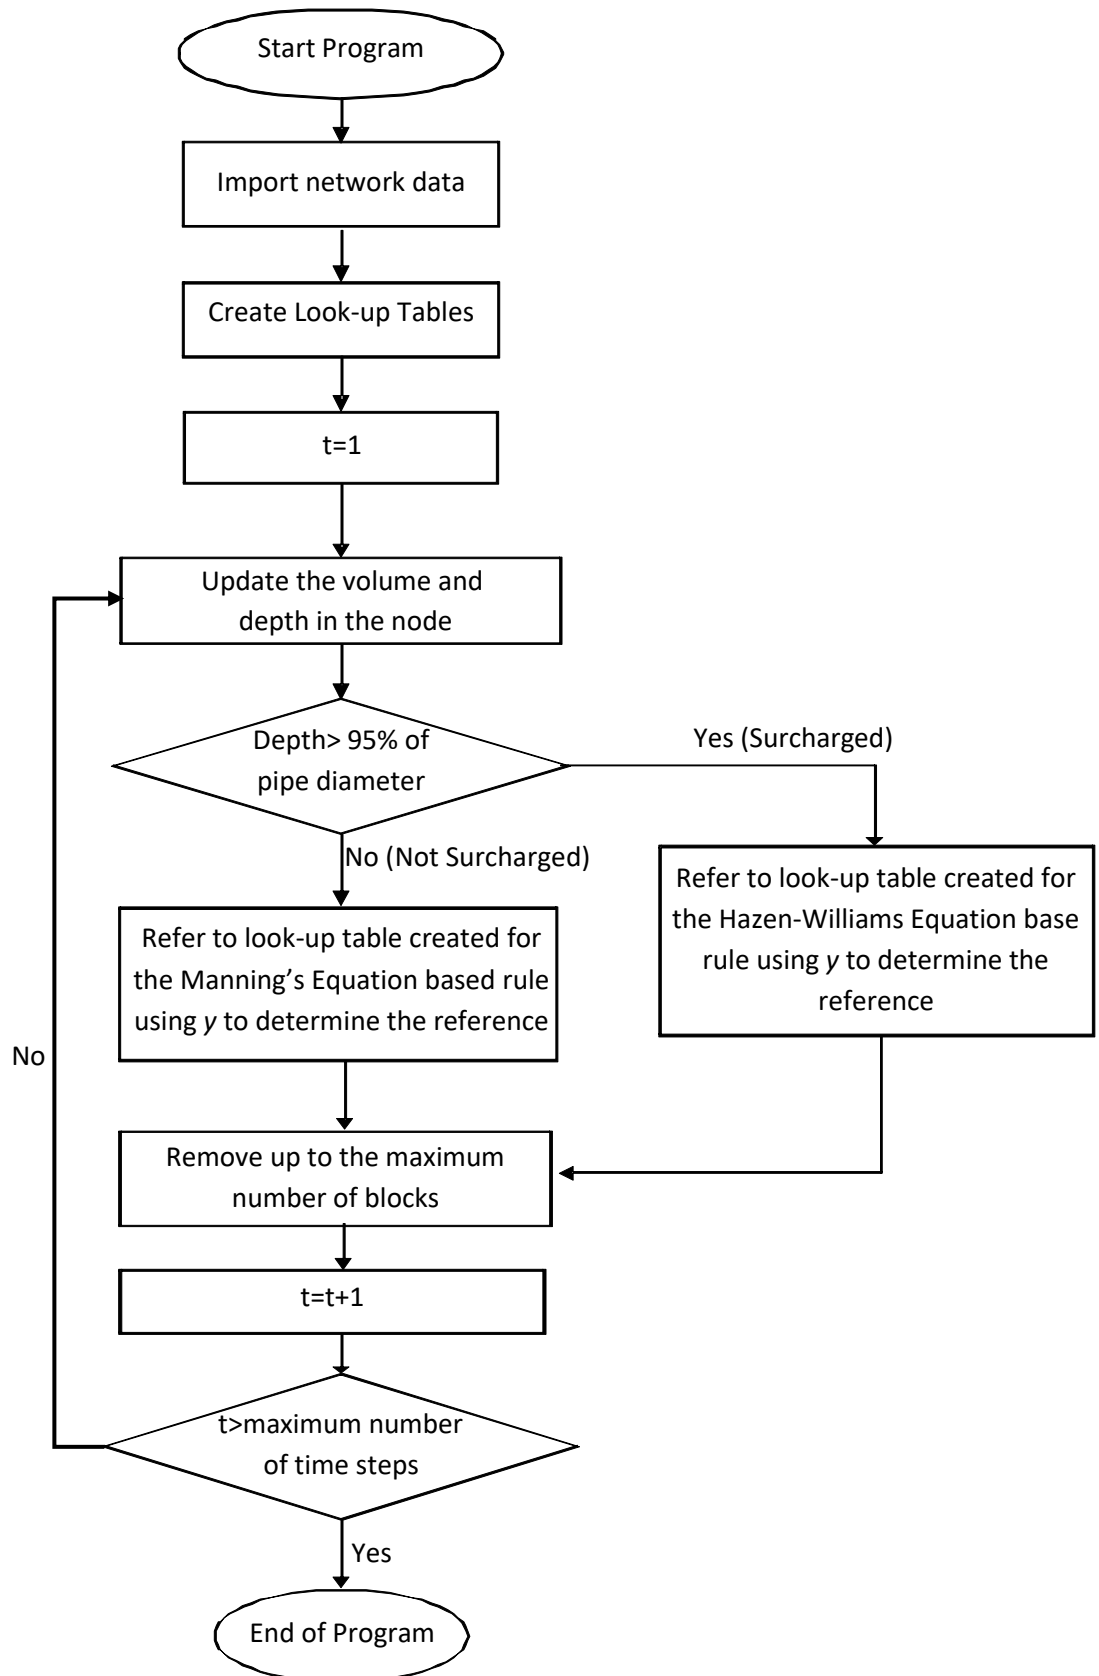 Start Program
Import network data
Create Look-up Tables
t=1
Update the volume and
depth in the node
Depth> 95% of
pipe diameter
Yes (Surcharged)
No (Not Surcharged)
Refer to look-up table created for
the Hazen-Williams Equation base
rule using y to determine the
reference
Refer to look-up table created for
the Manning’s Equation based rule
using y to determine the reference
No
Remove up to the maximum
number of blocks
t=t+1
t>maximum number
of time steps
Yes
End of Program